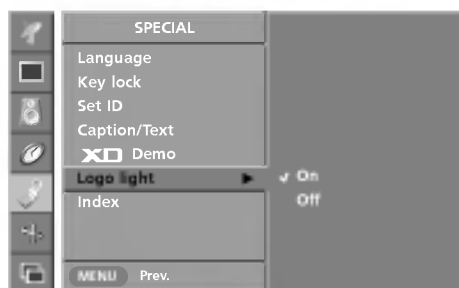 SPECIAL
Language
Key lock
Set ID
Caption/Text
XD Demo
Logo light ► ✓ On
Off
Index
MENU Prev.